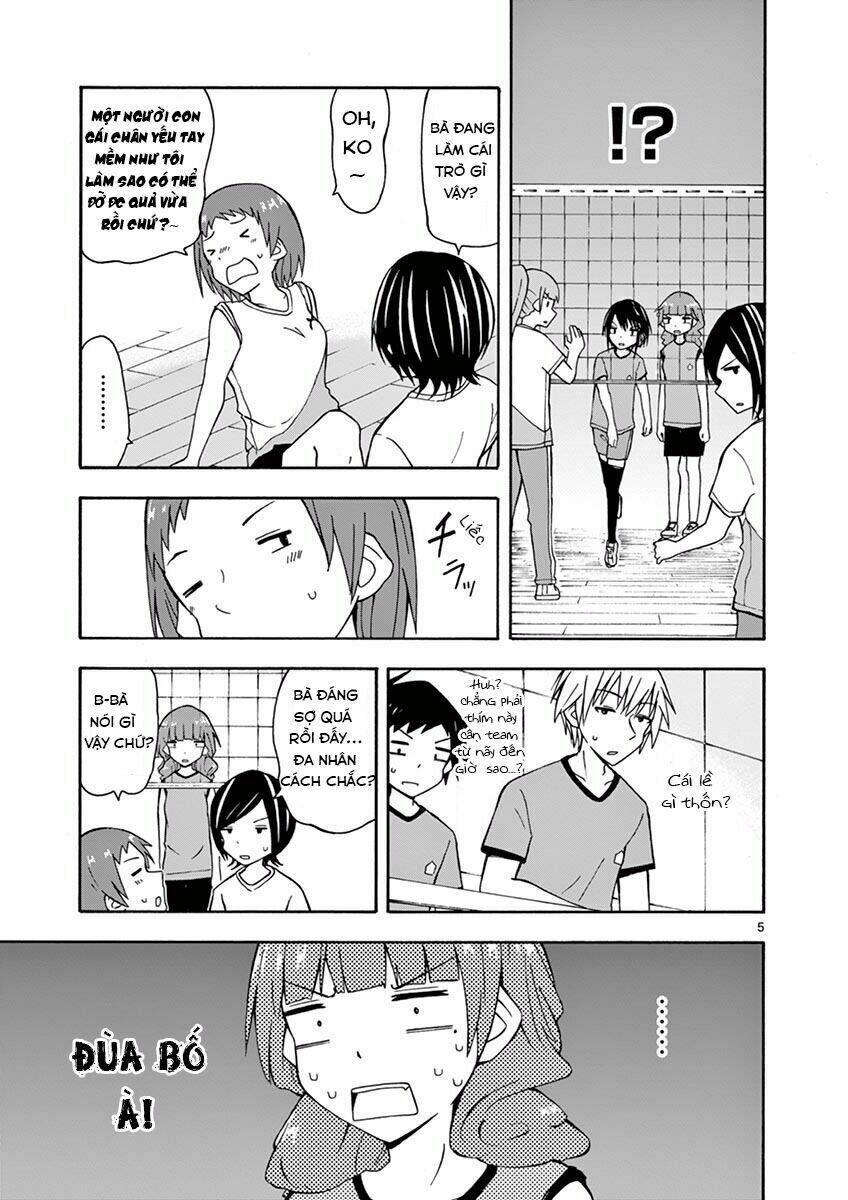 !?
BÀ ĐANG
LÀM CÁI
TRÒ GÌ
VẬY?
OH,
KO
~
MỘT NGƯỜI CON
GÁI CHÂN YẾU TAY
MỀM NHƯ TÔI
LÀM SAO CÓ THỂ
ĐỠ ĐC QUẢ VỪA
RỒI CHỨ?~
.........
チラッ
Liếc
Cái lề
gì thốn?
Huh?
chẳng phải
thím này
cân team
từ nãy đến
giờ sao...?
BÀ ĐÁNG
SỢ QUÁ
RỒI ĐẤY...
ĐA NHÂN
CÁCH CHẮC?
B-BÀ
NÓI GÌ
VẬY CHỨ?
5
.......
ĐÙA BỐ
À!